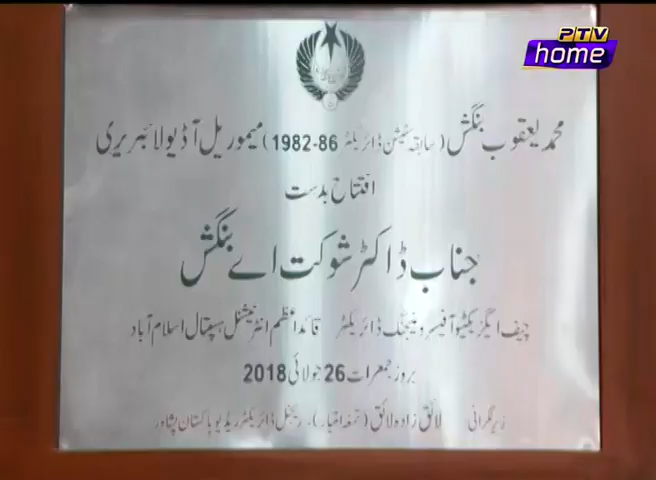 PTV
home
محمد یعقوب بنگش (سابقہ سٹیشن ڈائریکٹر 86-1982) میموریل آڈیو لائبریری
افتتاح بدست
جناب ڈاکٹر شوکت اے بنگش
چیف ایگزیکٹو آفیسر و منیجنگ ڈائریکٹر قائداعظم انٹرنیشنل ہسپتال اسلام آباد
بروز جمعرات 26 جولائی 2018
زیر نگرانی لائق زادہ لائق (تمغہ امتیاز)، ریجنل ڈائریکٹر ریڈیو پاکستان پشاور